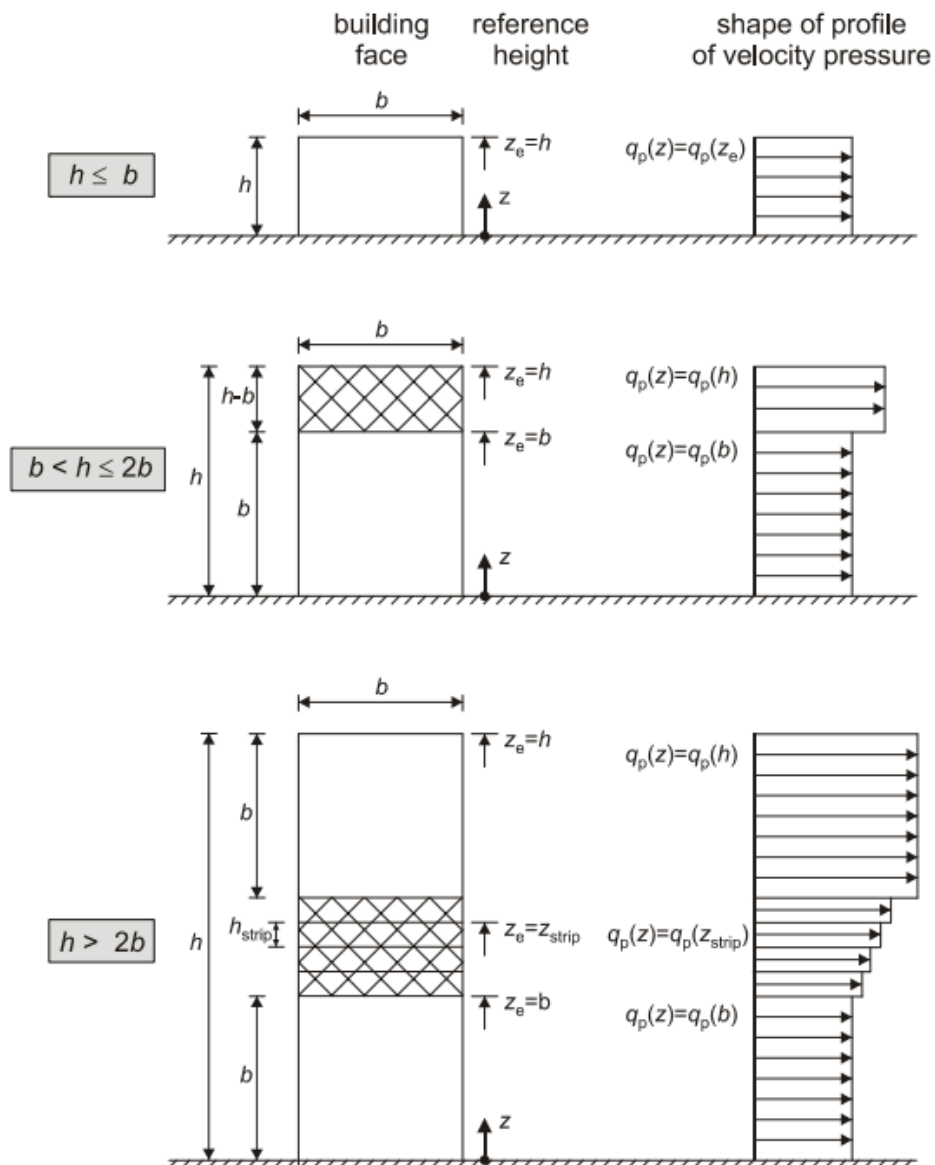 building face
reference height
shape of profile of velocity pressure
h ≤ b
b
h
z_e=h
z
q_p(z)=q_p(z_e)
b < h ≤ 2b
b
h
h-b
b
z_e=h
z_e=b
z
q_p(z)=q_p(h)
q_p(z)=q_p(b)
h > 2b
b
h
b
h_strip
b
z_e=h
z_e=z_strip
z_e=b
z
q_p(z)=q_p(h)
q_p(z)=q_p(z_strip)
q_p(z)=q_p(b)